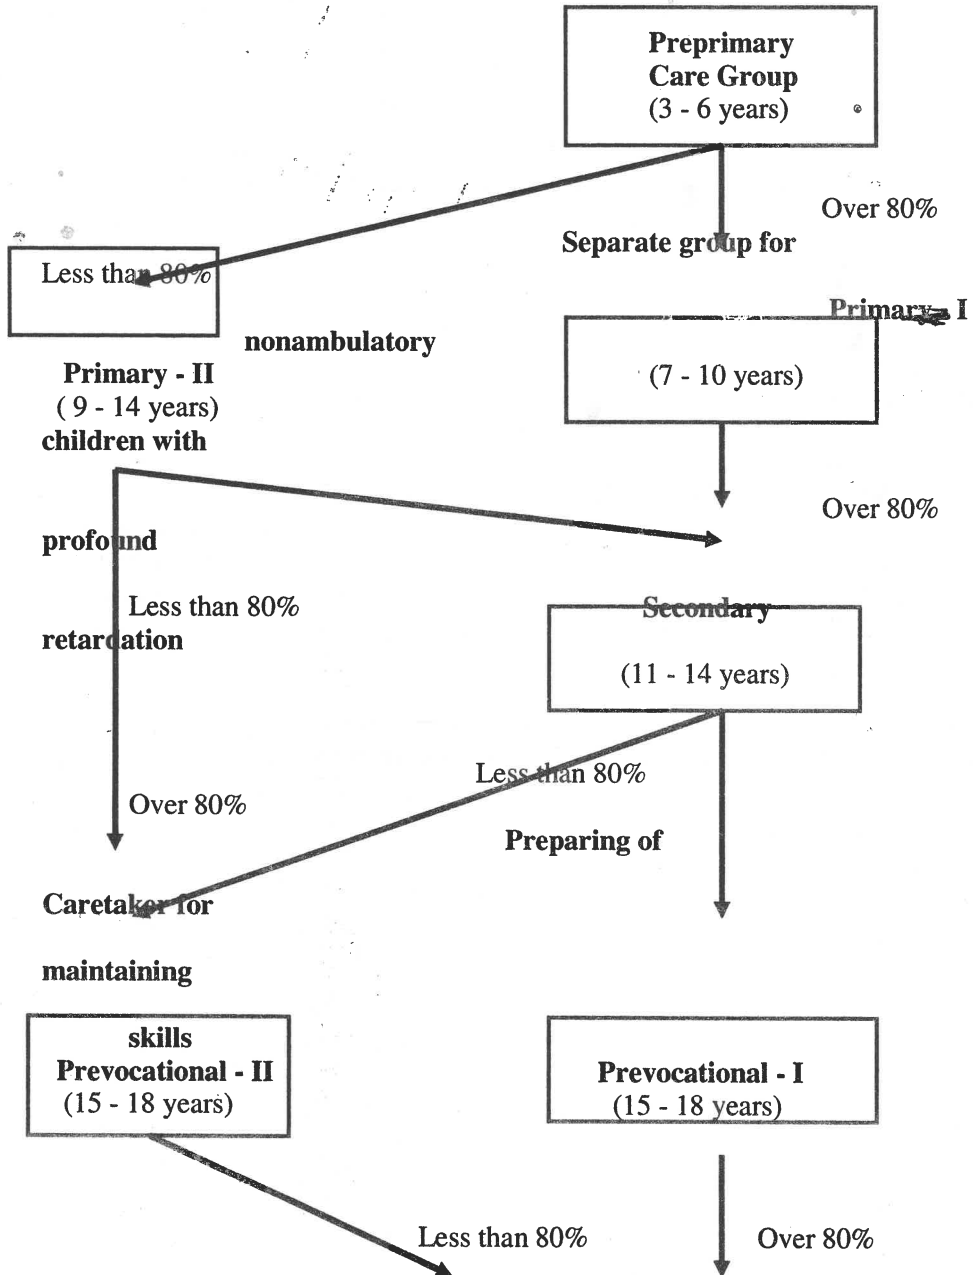 Preprimary
Care Group
(3 - 6 years)
Over 80%
Separate group for
Less than 80%
Primary - I
nonambulatory
Primary - II
(7 - 10 years)
( 9 - 14 years)
children with
Over 80%
profound
Less than 80%
Secondary
retardation
(11 - 14 years)
Less than 80%
Over 80%
Preparing of
Caretaker for
maintaining
skills
Prevocational - II
Prevocational - I
(15 - 18 years)
(15 - 18 years)
Less than 80%
Over 80%